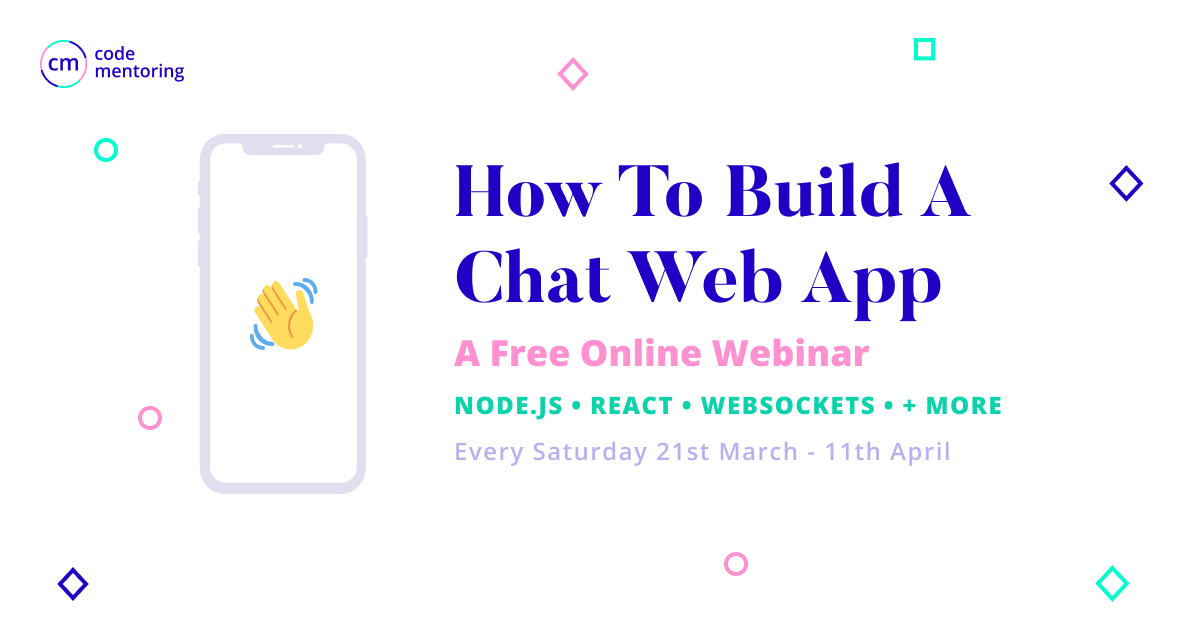 cm
code
mentoring
How To Build A
Chat Web App
A Free Online Webinar
NODE.JS • REACT • WEBSOCKETS • + MORE
Every Saturday 21st March - 11th April